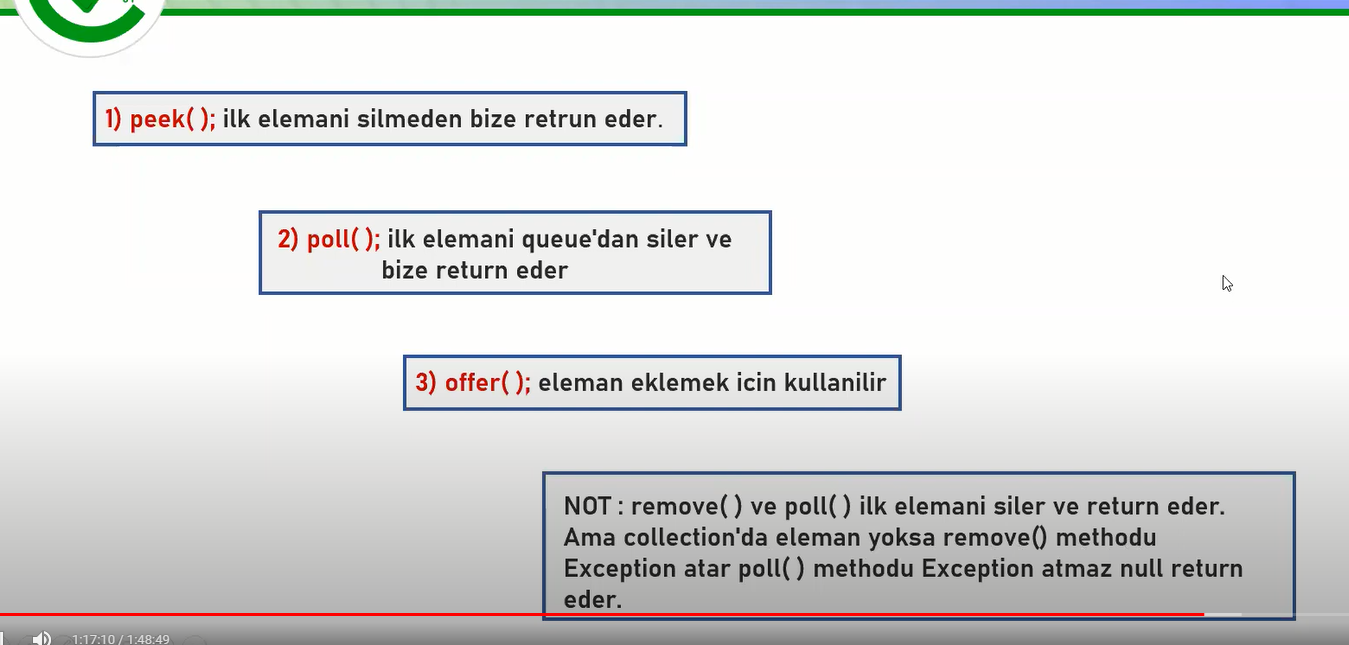 1) peek( ); ilk elemani silmeden bize retrun eder.
2) poll( ); ilk elemani queue'dan siler ve
bize return eder
3) offer( ); eleman eklemek icin kullanilir
NOT : remove( ) ve poll( ) ilk elemani siler ve return eder.
Ama collection'da eleman yoksa remove() methodu
Exception atar poll( ) methodu Exception atmaz null return
eder.
1:17:10 / 1:48:49